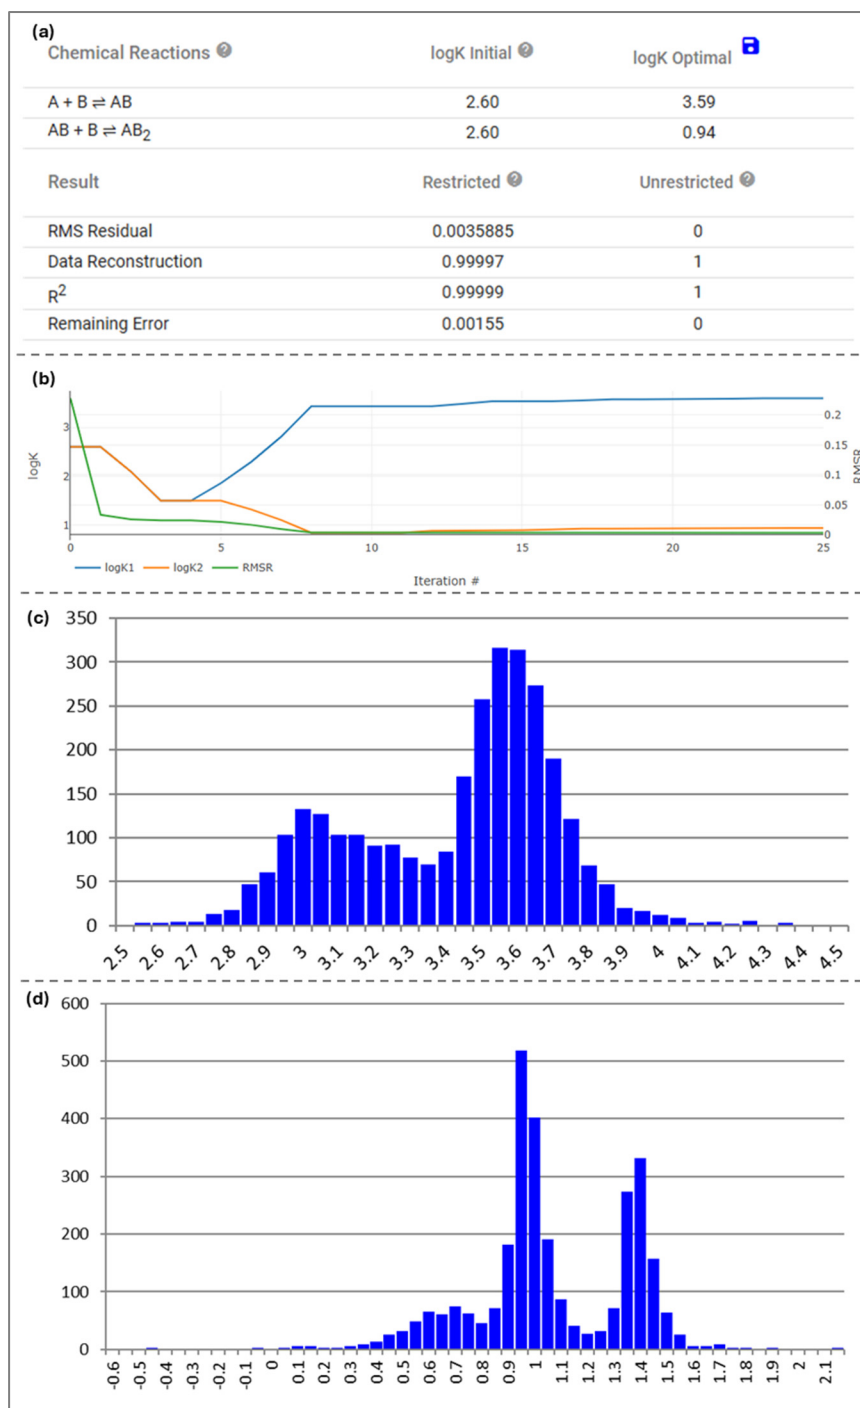 (a)
Chemical Reactions ? logK Initial ? logK Optimal
A + B ⇌ AB 2.60 3.59
AB + B ⇌ AB₂ 2.60 0.94
Result Restricted ? Unrestricted ?
RMS Residual 0.0035885 0
Data Reconstruction 0.99997 1
R² 0.99999 1
Remaining Error 0.00155 0
(b)
3
2
1
logK
0.2
0.15
0.1
0.05
0
RMSR
0 5 10 15 20 25
logK1 logK2 RMSR
Iteration #
(c)
350
300
250
200
150
100
50
0
2.5 2.6 2.7 2.8 2.9 3 3.1 3.2 3.3 3.4 3.5 3.6 3.7 3.8 3.9 4 4.1 4.2 4.3 4.4 4.5
(d)
600
500
400
300
200
100
0
-0.6 -0.5 -0.4 -0.3 -0.2 -0.1 0 0.1 0.2 0.3 0.4 0.5 0.6 0.7 0.8 0.9 1 1.1 1.2 1.3 1.4 1.5 1.6 1.7 1.8 1.9 2 2.1